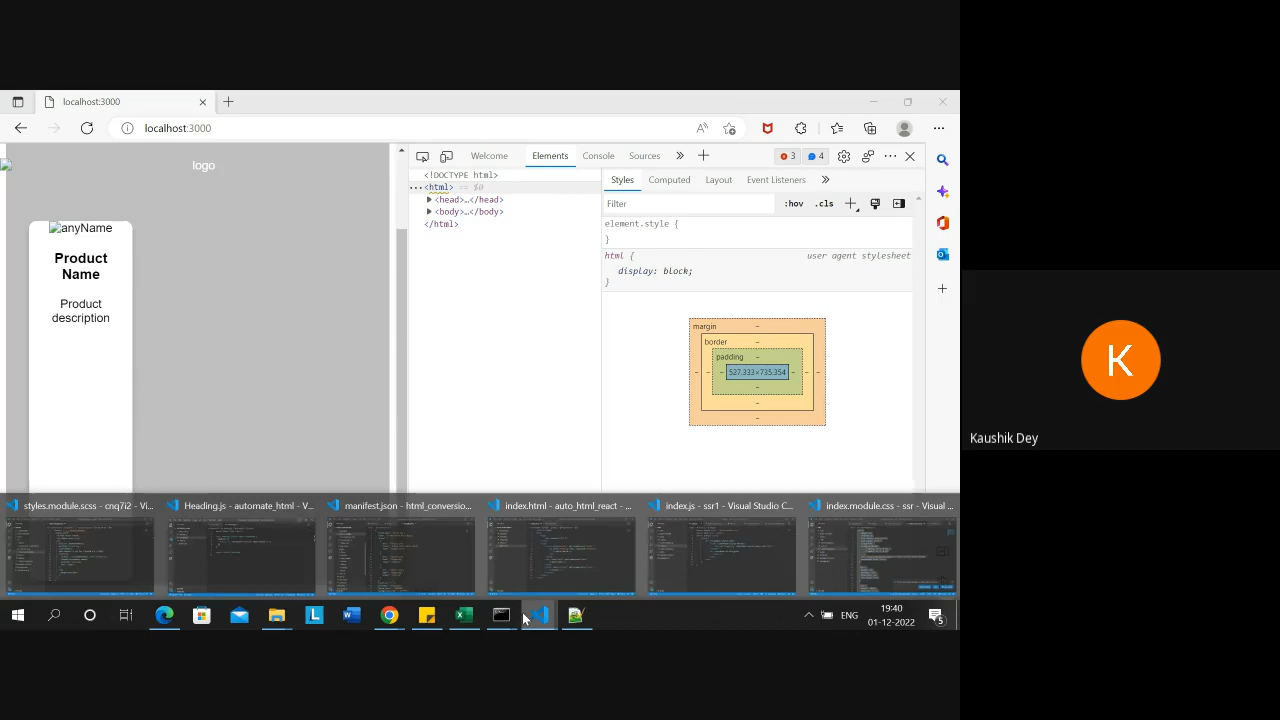 localhost:3000
localhost:3000
Welcome
Elements
Console
Sources
3
4
logo
anyName
Product
Name
Product
description
<!DOCTYPE html>
<html> == $0
<head>…</head>
<body>…</body>
</html>
Styles
Computed
Layout
Event Listeners
Filter
:hov
.cls
element.style {
}
html {
user agent stylesheet
display: block;
}
margin
border
padding
527.333×735.354
K
Kaushik Dey
styles.module.scss - cnq7i2 - Vi...
Heading.js - automate_html - V...
manifest.json - html_conversio...
index.html - auto_html_react - ...
index.js - ssr1 - Visual Studio C...
index.module.css - ssr - Visual ...
ENG
19:40
01-12-2022
5